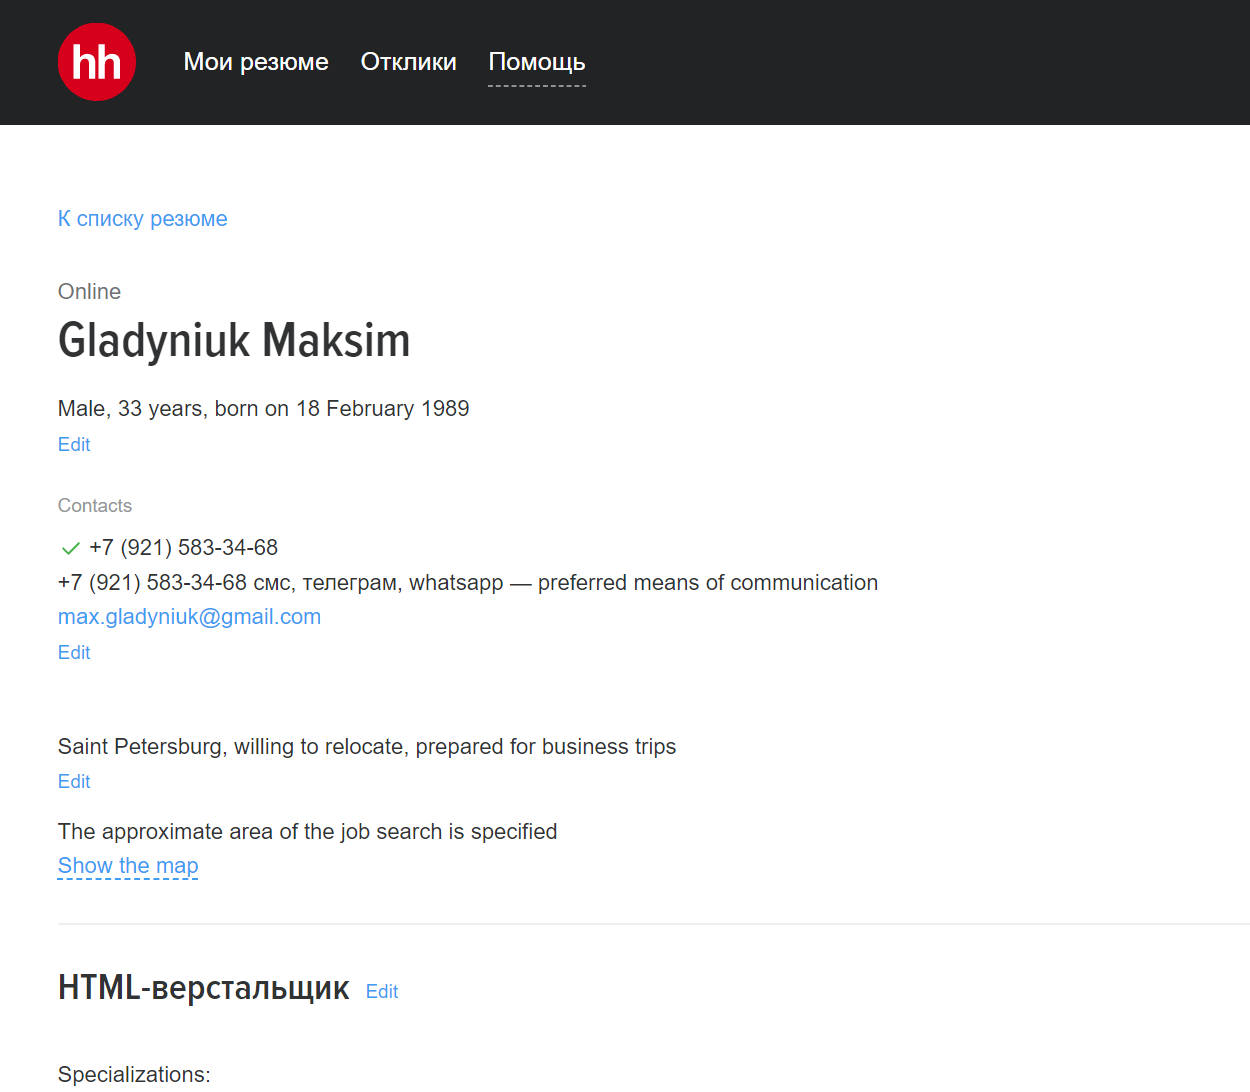 hh
Мои резюме Отклики Помощь
К списку резюме
Online
Gladyniuk Maksim
Male, 33 years, born on 18 February 1989
Edit
Contacts
+7 (921) 583-34-68
+7 (921) 583-34-68 смс, телеграм, whatsapp — preferred means of communication
max.gladyniuk@gmail.com
Edit
Saint Petersburg, willing to relocate, prepared for business trips
Edit
The approximate area of the job search is specified
Show the map
HTML-верстальщик Edit
Specializations: